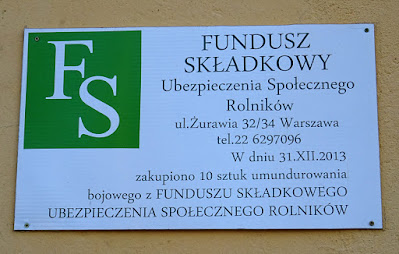 FS
FUNDUSZ
SKŁADKOWY
Ubezpieczenia Społecznego
Rolników
ul.Żurawia 32/34 Warszawa
tel.22 6297096
W dniu 31.XII.2013
zakupiono 10 sztuk umundurowania
bojowego z FUNDUSZU SKŁADKOWEGO
UBEZPIECZENIA SPOŁECZNEGO ROLNIKÓW